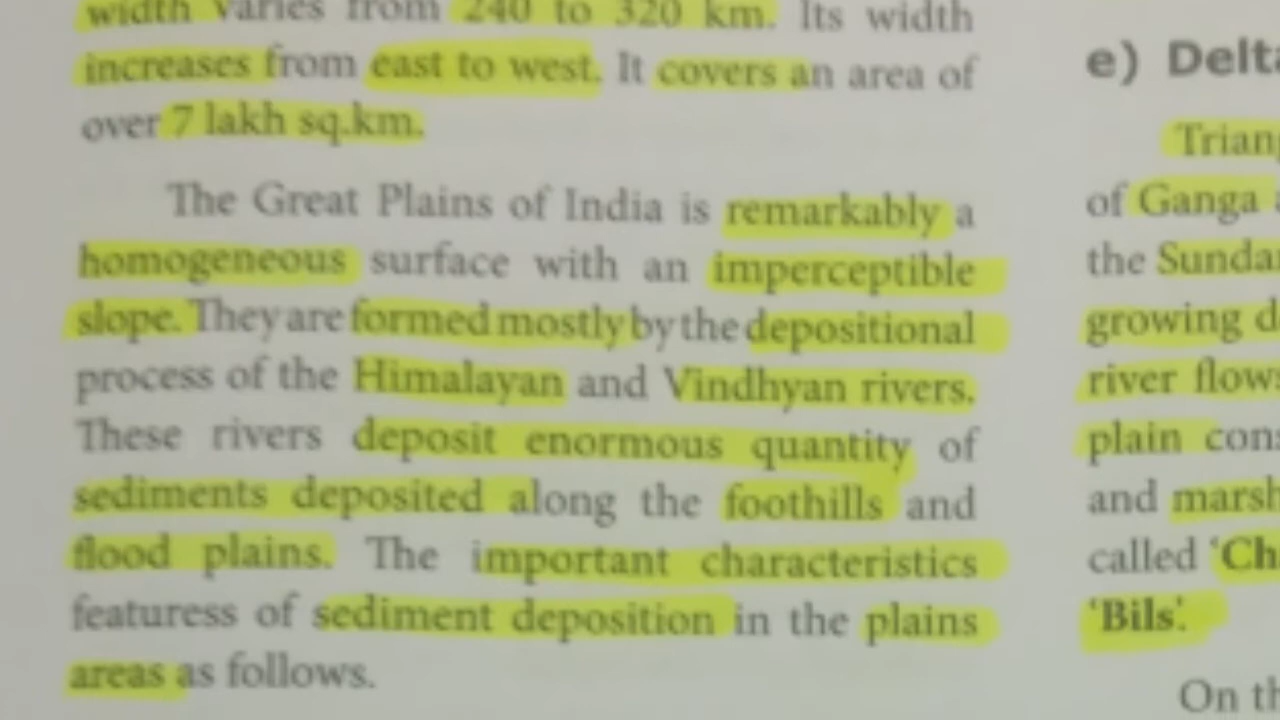 width varies from 240 to 320 km. Its width
increases from east to west. It covers an area of
over 7 lakh sq.km.
The Great Plains of India is remarkably a
homogeneous surface with an imperceptible
slope. They are formed mostly by the depositional
process of the Himalayan and Vindhyan rivers.
These rivers deposit enormous quantity of
sediments deposited along the foothills and
flood plains. The important characteristics
featuress of sediment deposition in the plains
areas as follows.
e) Delta
Trian
of Ganga
the Sunda
growing d
river flows
plain cons
and marsh
called ‘Ch
‘Bils’.
On th